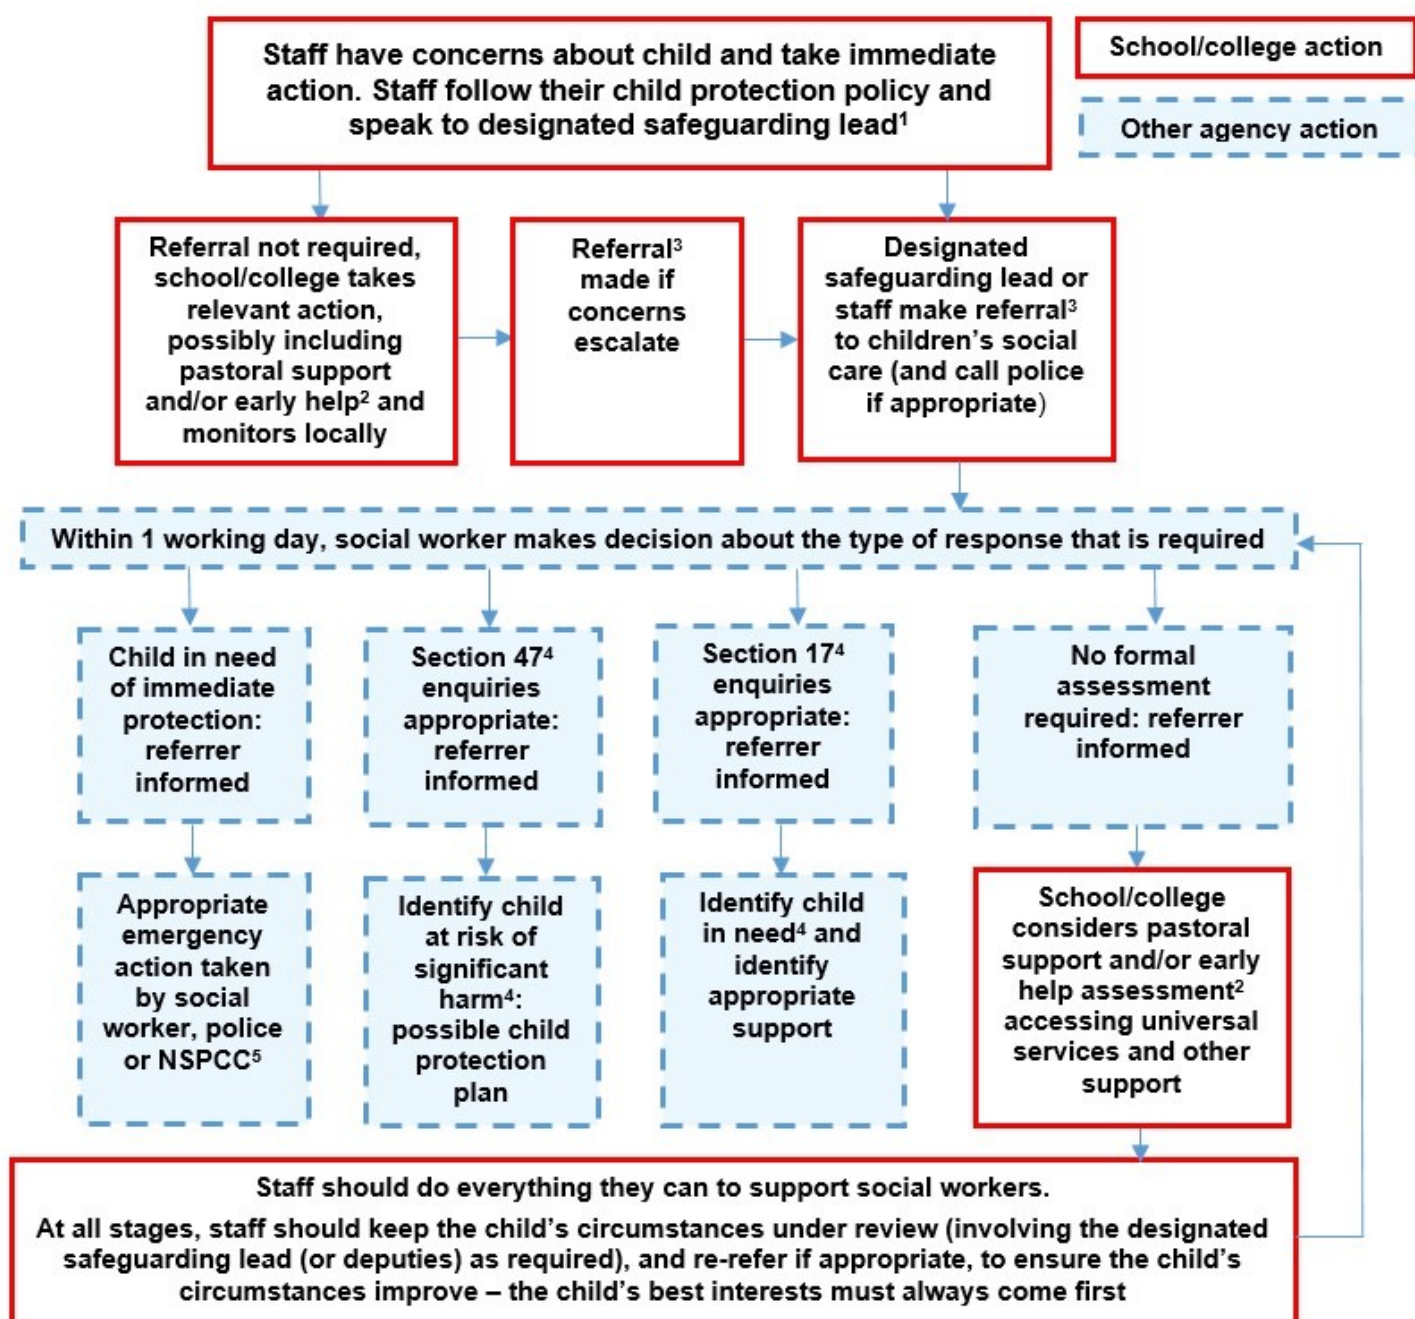 Staff have concerns about child and take immediate
action. Staff follow their child protection policy and
speak to designated safeguarding lead¹
School/college action
Other agency action
Referral not required,
school/college takes
relevant action,
possibly including
pastoral support
and/or early help² and
monitors locally
Referral³
made if
concerns
escalate
Designated
safeguarding lead or
staff make referral³
to children’s social
care (and call police
if appropriate)
Within 1 working day, social worker makes decision about the type of response that is required
Child in need
of immediate
protection:
referrer
informed
Section 47⁴
enquiries
appropriate:
referrer
informed
Section 17⁴
enquiries
appropriate:
referrer
informed
No formal
assessment
required: referrer
informed
Appropriate
emergency
action taken
by social
worker, police
or NSPCC⁵
Identify child
at risk of
significant
harm⁴:
possible child
protection
plan
Identify child
in need⁴ and
identify
appropriate
support
School/college
considers pastoral
support and/or early
help assessment²
accessing universal
services and other
support
Staff should do everything they can to support social workers.
At all stages, staff should keep the child’s circumstances under review (involving the designated
safeguarding lead (or deputies) as required), and re-refer if appropriate, to ensure the child’s
circumstances improve – the child’s best interests must always come first